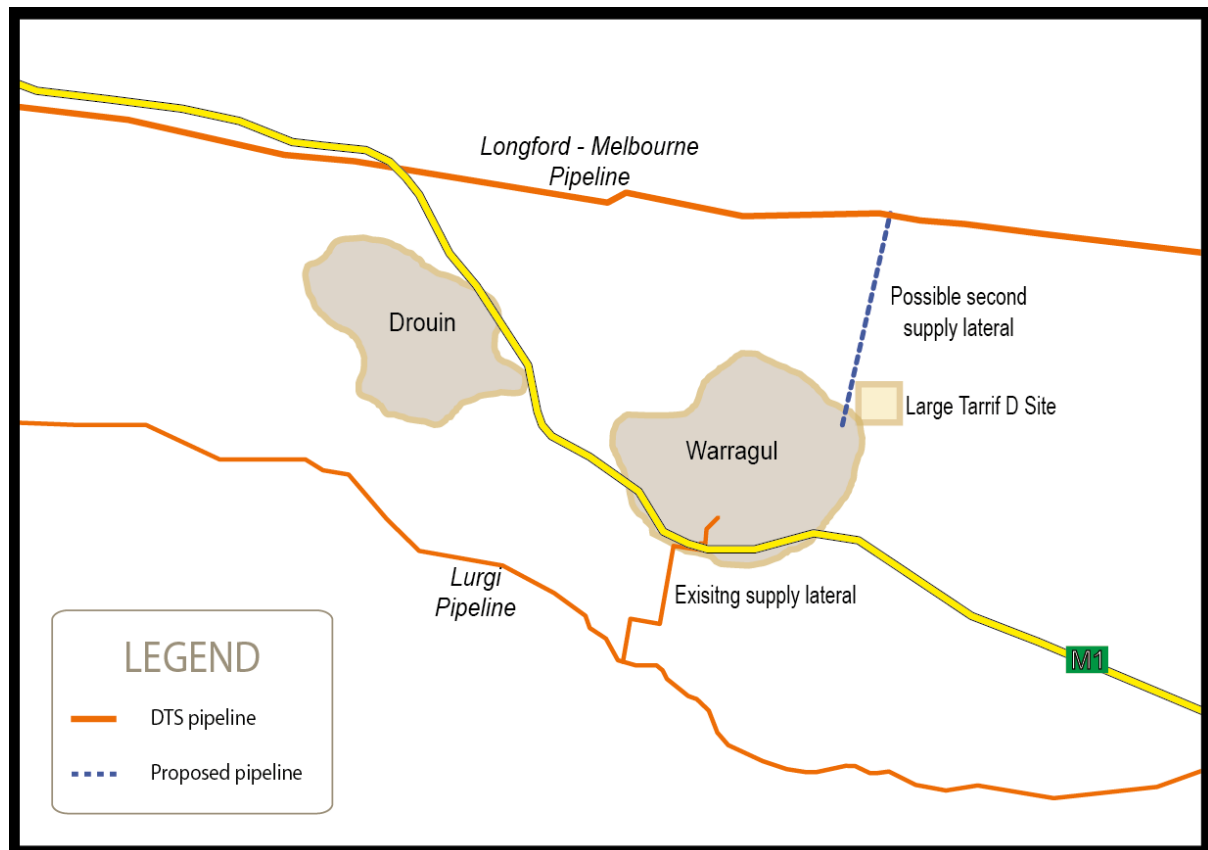 Longford - Melbourne
Pipeline
Possible second
supply lateral
Drouin
Large Tarrif D Site
Warragul
Lurgi
Pipeline
Exisitng supply lateral
M1
LEGEND
DTS pipeline
Proposed pipeline